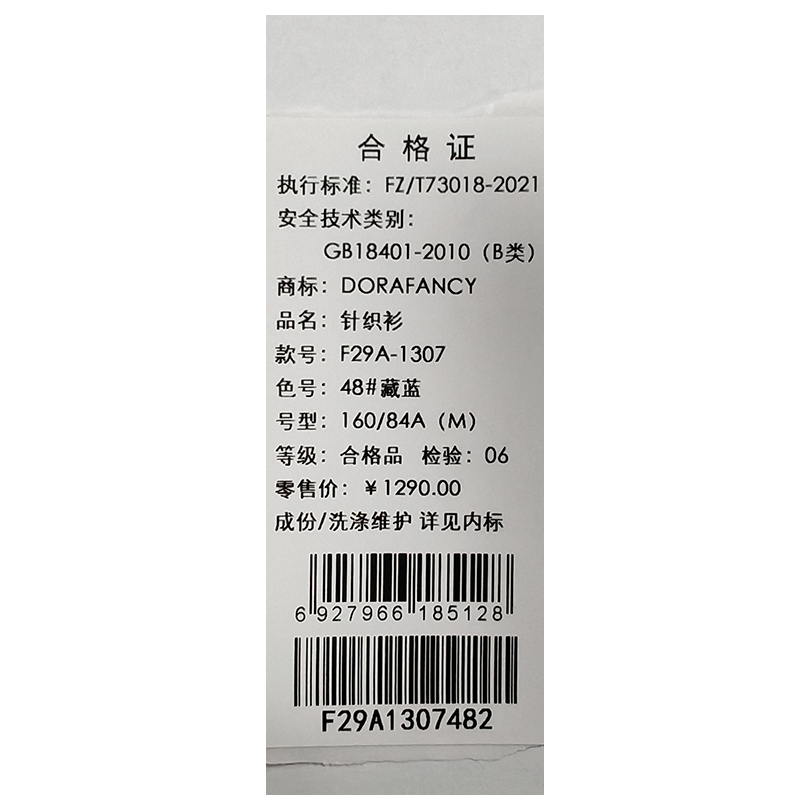 合格证
执行标准：FZ/T73018-2021
安全技术类别：
GB18401-2010（B类）
商标：DORAFANCY
品名：针织衫
款号：F29A-1307
色号：48#藏蓝
号型：160/84A（M）
等级：合格品 检验：06
零售价：￥1290.00
成份/洗涤维护 详见内标
6 927966 185128
F29A1307482